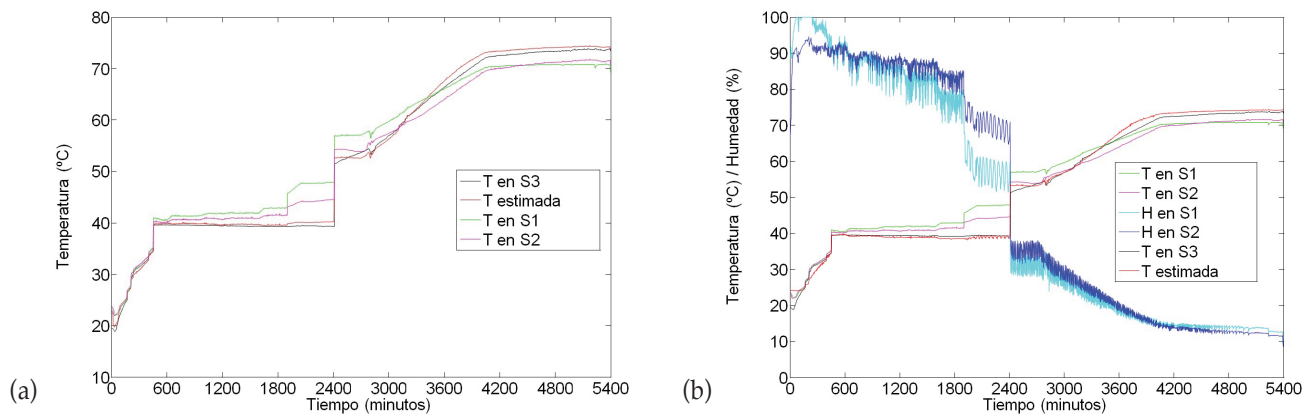 80
70
60
50
40
30
20
10
Temperatura (ºC)
T en S3
T estimada
T en S1
T en S2
0 600 1200 1800 2400 3000 3600 4200 4800 5400
Tiempo (minutos)
(a)
100
90
80
70
60
50
40
30
20
10
0
Temperatura (ºC) / Humedad (%)
T en S1
T en S2
H en S1
H en S2
T en S3
T estimada
0 600 1200 1800 2400 3000 3600 4200 4800 5400
Tiempo (minutos)
(b)